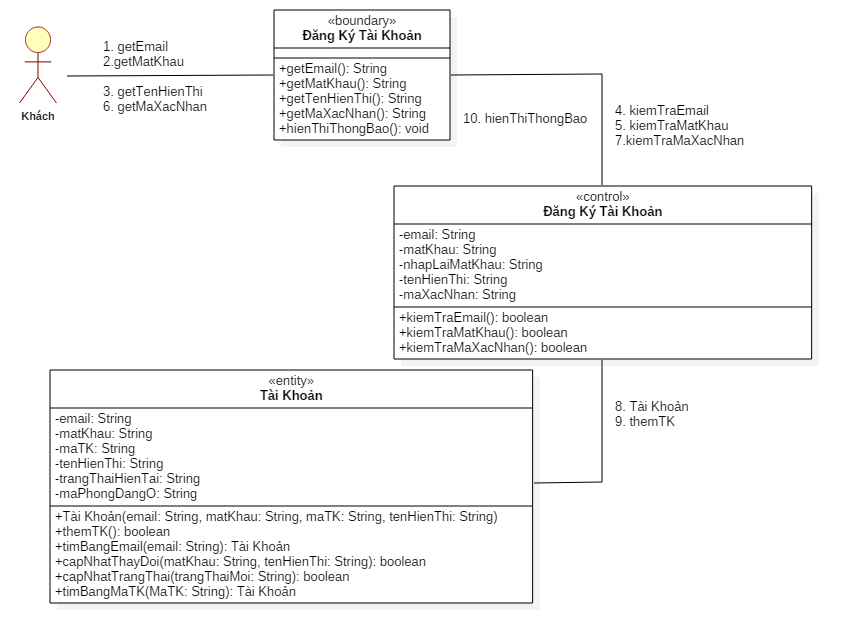 «boundary»
Đăng Ký Tài Khoản
+getEmail(): String
+getMatKhau(): String
+getTenHienThi(): String
+getMaXacNhan(): String
+hienThiThongBao(): void
1. getEmail
2.getMatKhau
3. getTenHienThi
6. getMaXacNhan
Khách
10. hienThiThongBao
4. kiemTraEmail
5. kiemTraMatKhau
7.kiemTraMaXacNhan
«control»
Đăng Ký Tài Khoản
-email: String
-matKhau: String
-nhapLaiMatKhau: String
-tenHienThi: String
-maXacNhan: String
+kiemTraEmail(): boolean
+kiemTraMatKhau(): boolean
+kiemTraMaXacNhan(): boolean
8. Tài Khoản
9. themTK
«entity»
Tài Khoản
-email: String
-matKhau: String
-maTK: String
-tenHienThi: String
-trangThaiHienTai: String
-maPhongDangO: String
+Tài Khoản(email: String, matKhau: String, maTK: String, tenHienThi: String)
+themTK(): boolean
+timBangEmail(email: String): Tài Khoản
+capNhatThayDoi(matKhau: String, tenHienThi: String): boolean
+capNhatTrangThai(trangThaiMoi: String): boolean
+timBangMaTK(MaTK: String): Tài Khoản